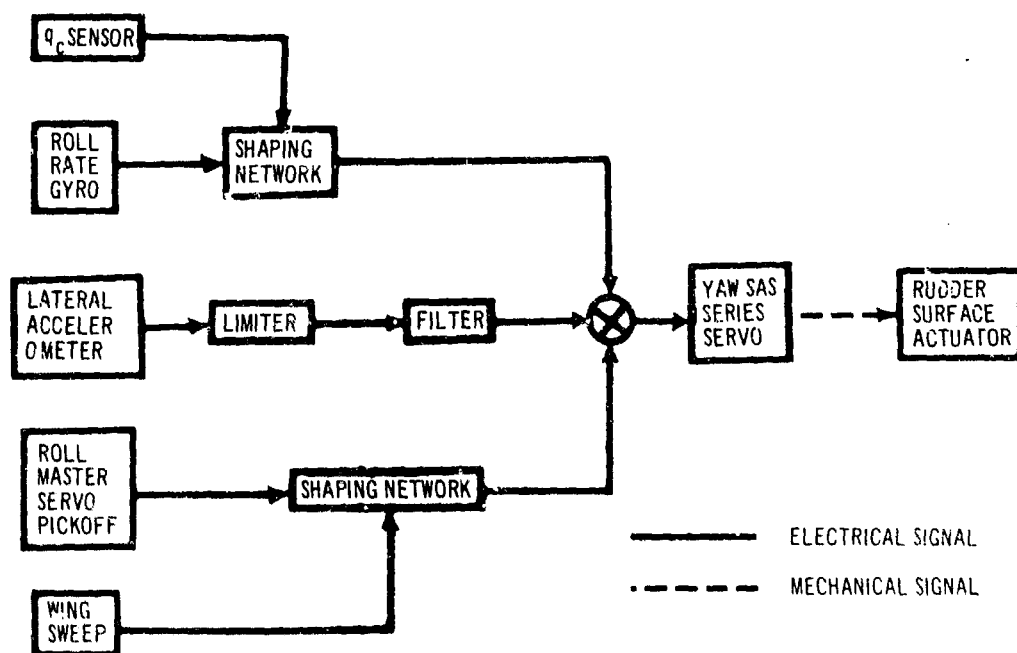 q_c SENSOR
ROLL
RATE
GYRO
SHAPING
NETWORK
LATERAL
ACCELER
OMETER
LIMITER
FILTER
YAW SAS
SERIES
SERVO
RUDDER
SURFACE
ACTUATOR
ROLL
MASTER
SERVO
PICKOFF
SHAPING NETWORK
WING
SWEEP
ELECTRICAL SIGNAL
MECHANICAL SIGNAL